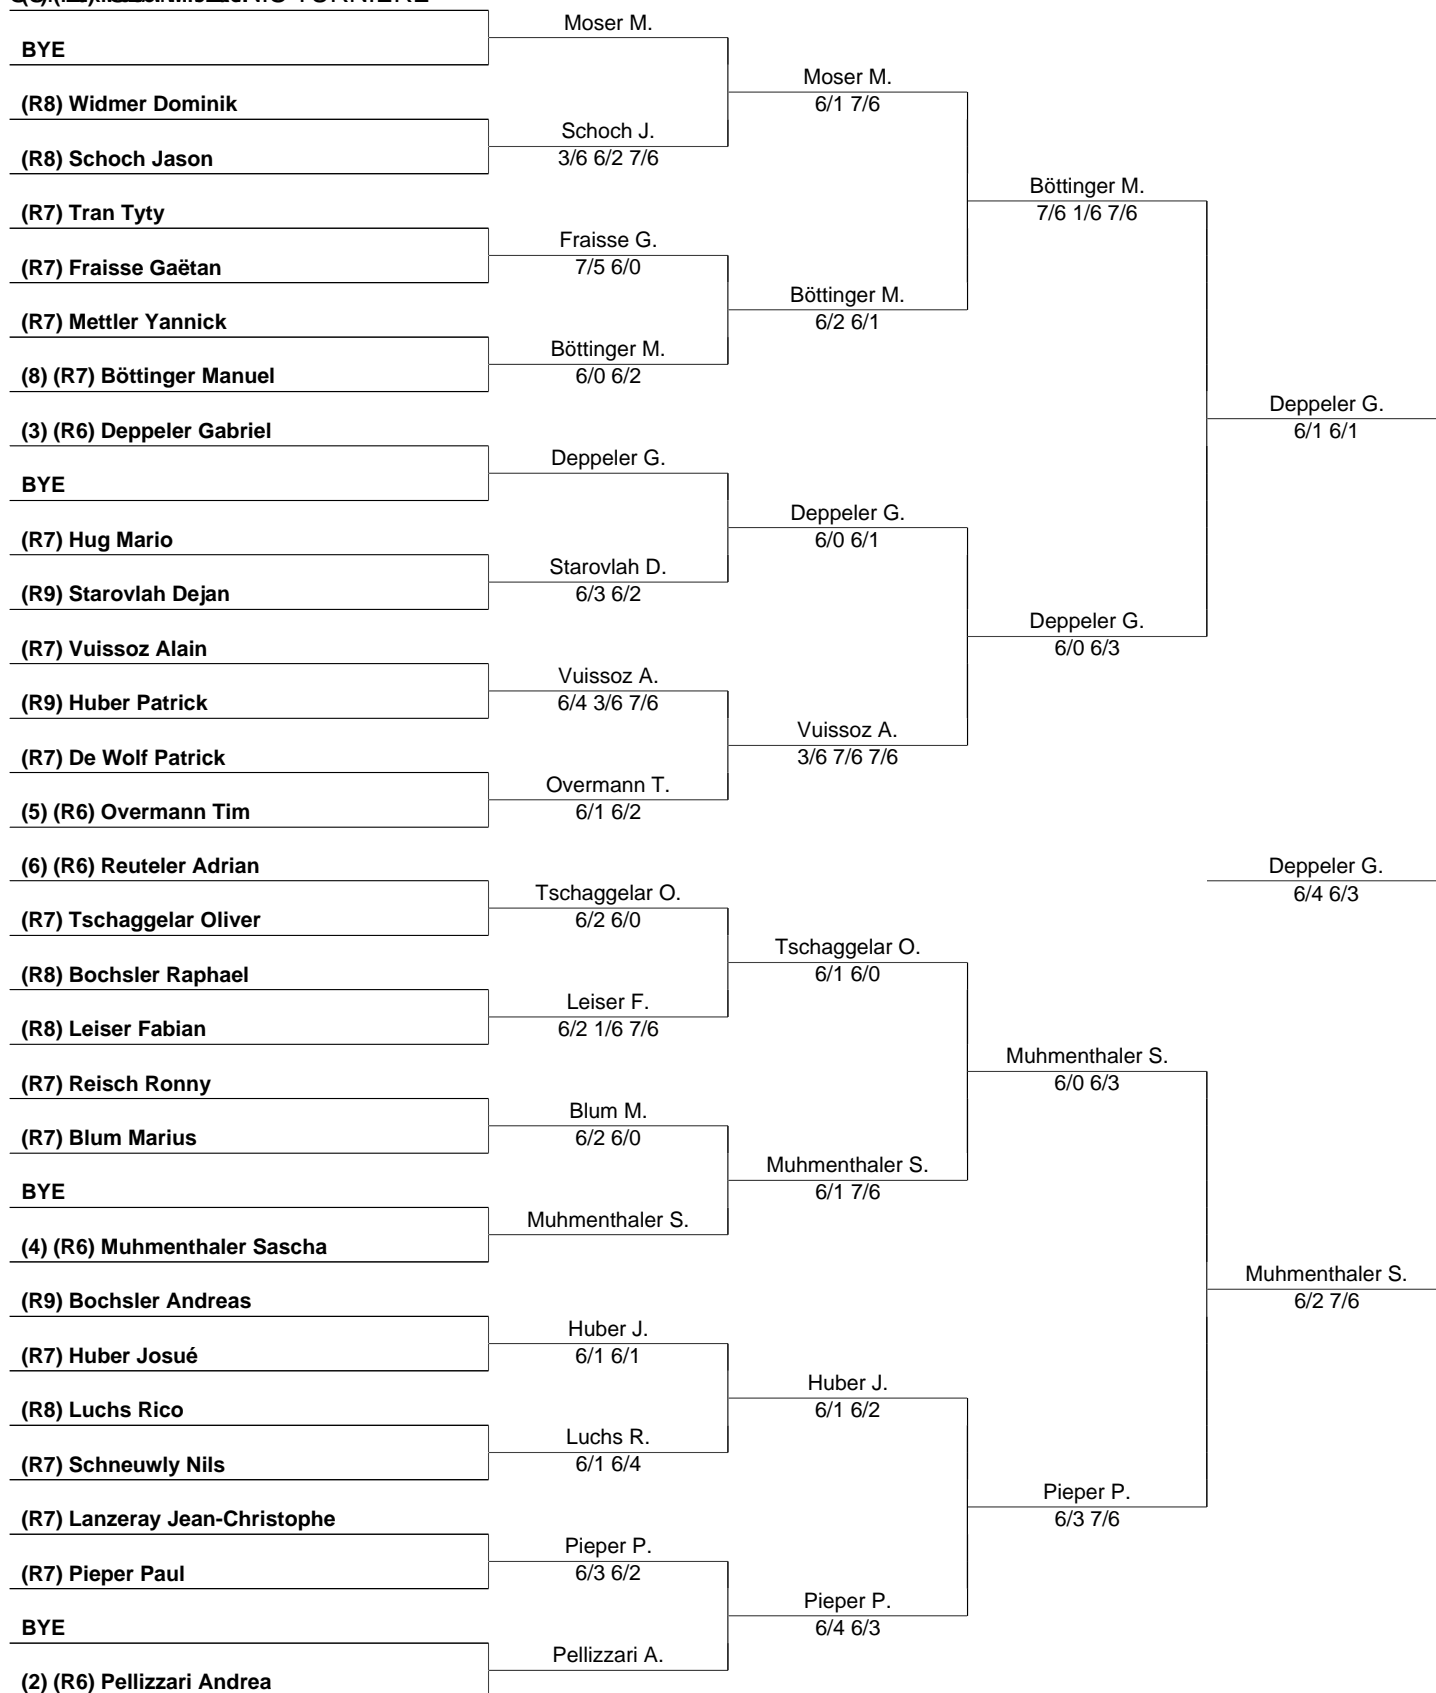 BYE
(R8) Widmer Dominik
(R8) Schoch Jason
(R7) Tran Tyty
(R7) Fraisse Gaëtan
(R7) Mettler Yannick
(8) (R7) Böttinger Manuel
(3) (R6) Deppeler Gabriel
BYE
(R7) Hug Mario
(R9) Starovlah Dejan
(R7) Vuissoz Alain
(R9) Huber Patrick
(R7) De Wolf Patrick
(5) (R6) Overmann Tim
(6) (R6) Reuteler Adrian
(R7) Tschaggelar Oliver
(R8) Bochsler Raphael
(R8) Leiser Fabian
(R7) Reisch Ronny
(R7) Blum Marius
BYE
(4) (R6) Muhmenthaler Sascha
(R9) Bochsler Andreas
(R7) Huber Josué
(R8) Luchs Rico
(R7) Schneuwly Nils
(R7) Lanzeray Jean-Christophe
(R7) Pieper Paul
BYE
(2) (R6) Pellizzari Andrea
Moser M.
Schoch J.
3/6 6/2 7/6
Fraisse G.
7/5 6/0
Böttinger M.
6/0 6/2
Deppeler G.
Starovlah D.
6/3 6/2
Vuissoz A.
6/4 3/6 7/6
Overmann T.
6/1 6/2
Tschaggelar O.
6/2 6/0
Leiser F.
6/2 1/6 7/6
Blum M.
6/2 6/0
Muhmenthaler S.
Huber J.
6/1 6/1
Luchs R.
6/1 6/4
Pieper P.
6/3 6/2
Pellizzari A.
Moser M.
6/1 7/6
Böttinger M.
6/2 6/1
Deppeler G.
6/0 6/1
Vuissoz A.
3/6 7/6 7/6
Tschaggelar O.
6/1 6/0
Muhmenthaler S.
6/1 7/6
Huber J.
6/1 6/2
Pieper P.
6/4 6/3
Böttinger M.
7/6 1/6 7/6
Deppeler G.
6/0 6/3
Muhmenthaler S.
6/0 6/3
Pieper P.
6/3 7/6
Deppeler G.
6/1 6/1
Deppeler G.
6/4 6/3
Muhmenthaler S.
6/2 7/6